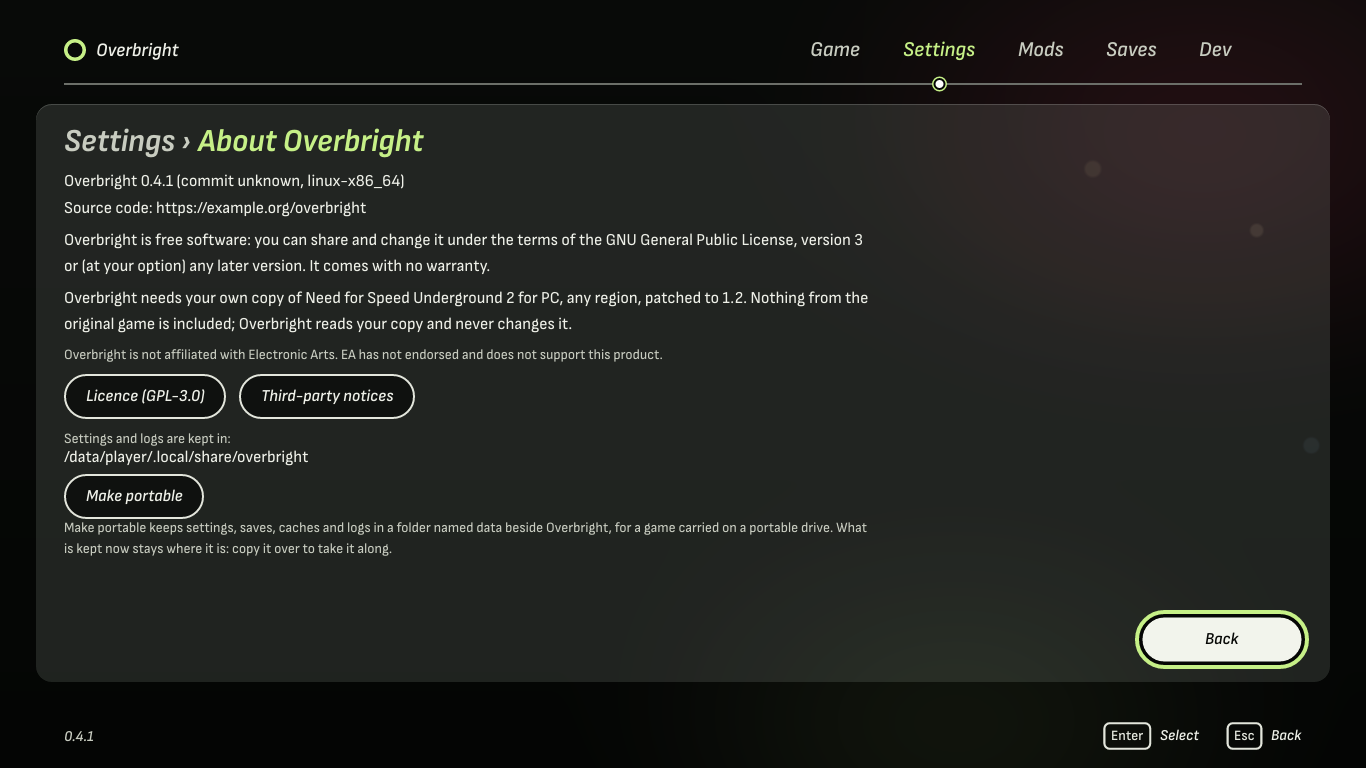 Overbright
Game Settings Mods Saves Dev
Settings › About Overbright
Overbright 0.4.1 (commit unknown, linux-x86_64)
Source code: https://example.org/overbright
Overbright is free software: you can share and change it under the terms of the GNU General Public License, version 3
or (at your option) any later version. It comes with no warranty.
Overbright needs your own copy of Need for Speed Underground 2 for PC, any region, patched to 1.2. Nothing from the
original game is included; Overbright reads your copy and never changes it.
Overbright is not affiliated with Electronic Arts. EA has not endorsed and does not support this product.
Licence (GPL-3.0) Third-party notices
Settings and logs are kept in:
/data/player/.local/share/overbright
Make portable
Make portable keeps settings, saves, caches and logs in a folder named data beside Overbright, for a game carried on a portable drive. What
is kept now stays where it is: copy it over to take it along.
Back
0.4.1
Enter Select Esc Back